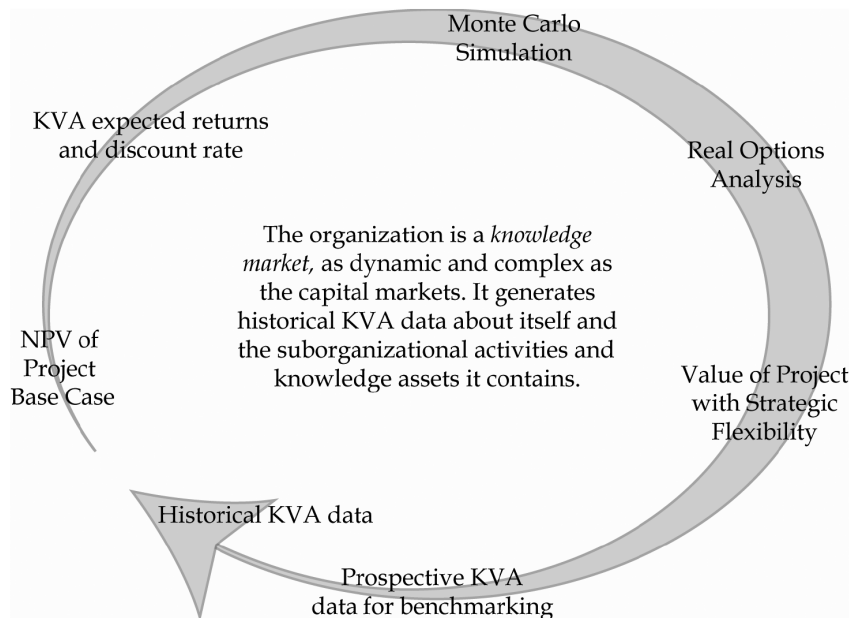 Monte Carlo
Simulation
KVA expected returns
and discount rate
Real Options
Analysis
The organization is a knowledge
market, as dynamic and complex as
the capital markets. It generates
historical KVA data about itself and
the suborganizational activities and
knowledge assets it contains.
NPV of
Project
Base Case
Value of Project
with Strategic
Flexibility
Historical KVA data
Prospective KVA
data for benchmarking